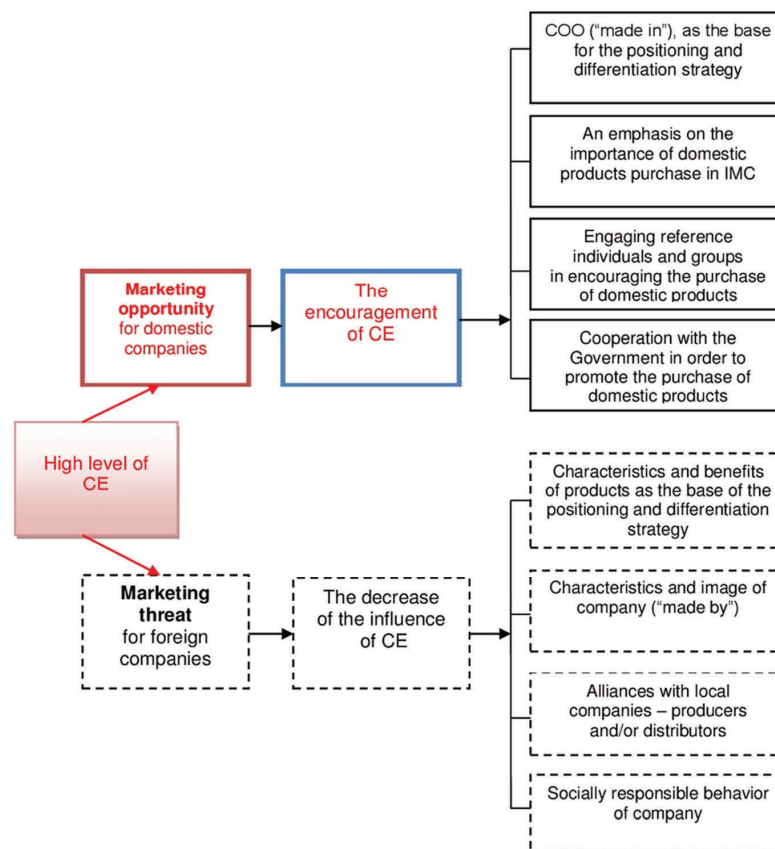 COO (“made in”), as the base
for the positioning and
differentiation strategy
An emphasis on the
importance of domestic
products purchase in IMC
Engaging reference
individuals and groups
in encouraging the purchase
of domestic products
Cooperation with the
Government in order to
promote the purchase of
domestic products
Marketing
opportunity
for domestic
companies
The
encouragement
of CE
High level of
CE
Marketing
threat
for foreign
companies
The decrease
of the influence
of CE
Characteristics and benefits
of products as the base of the
positioning and differentiation
strategy
Characteristics and image of
company (“made by”)
Alliances with local
companies – producers
and/or distributors
Socially responsible behavior
of company